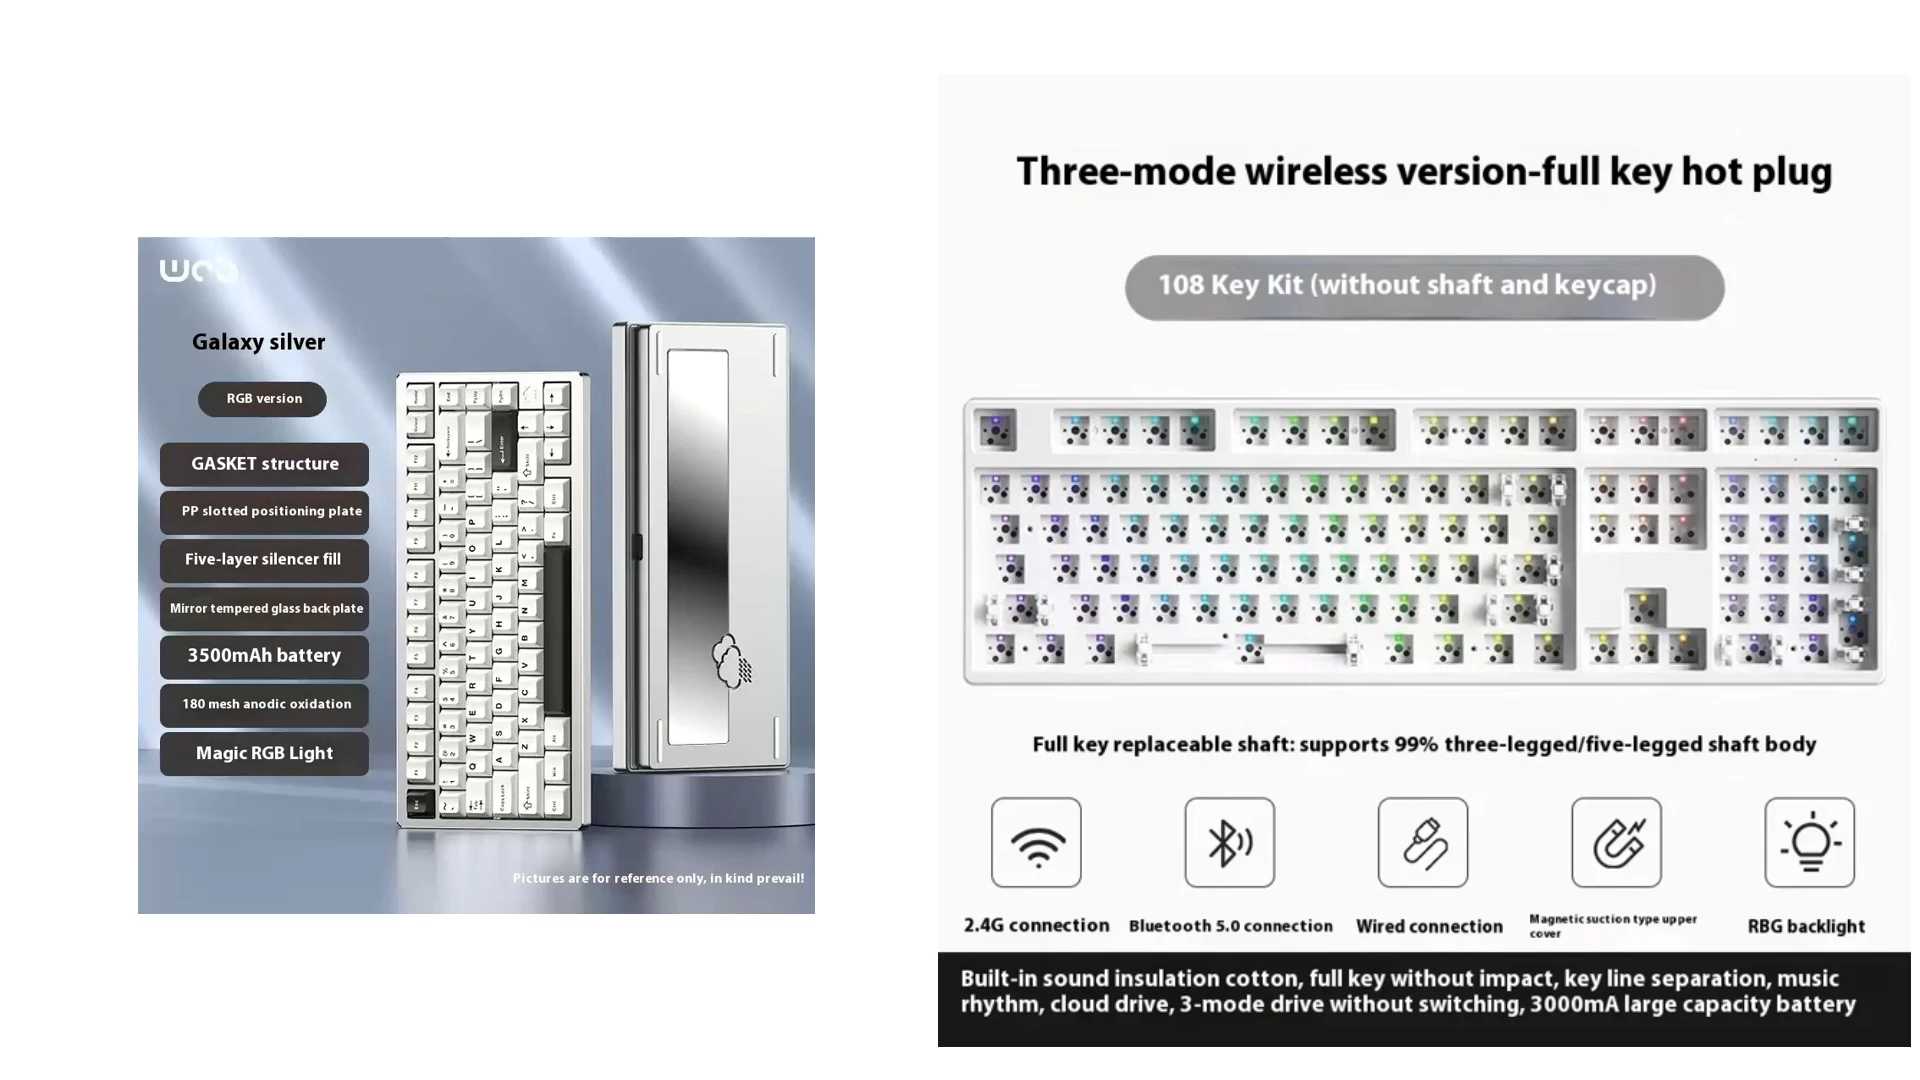 Galaxy silver
RGB version
GASKET structure
PP slotted positioning plate
Five-layer silencer fill
Mirror tempered glass back plate
3500mAh battery
180 mesh anodic oxidation
Magic RGB Light
Pictures are for reference only, in kind prevail!
Three-mode wireless version-full key hot plug
108 Key Kit (without shaft and keycap)
Full key replaceable shaft: supports 99% three-legged/five-legged shaft body
2.4G connection
Bluetooth 5.0 connection
Wired connection
Magnetic suction type upper
cover
RBG backlight
Built-in sound insulation cotton, full key without impact, key line separation, music
rhythm, cloud drive, 3-mode drive without switching, 3000mA large capacity battery